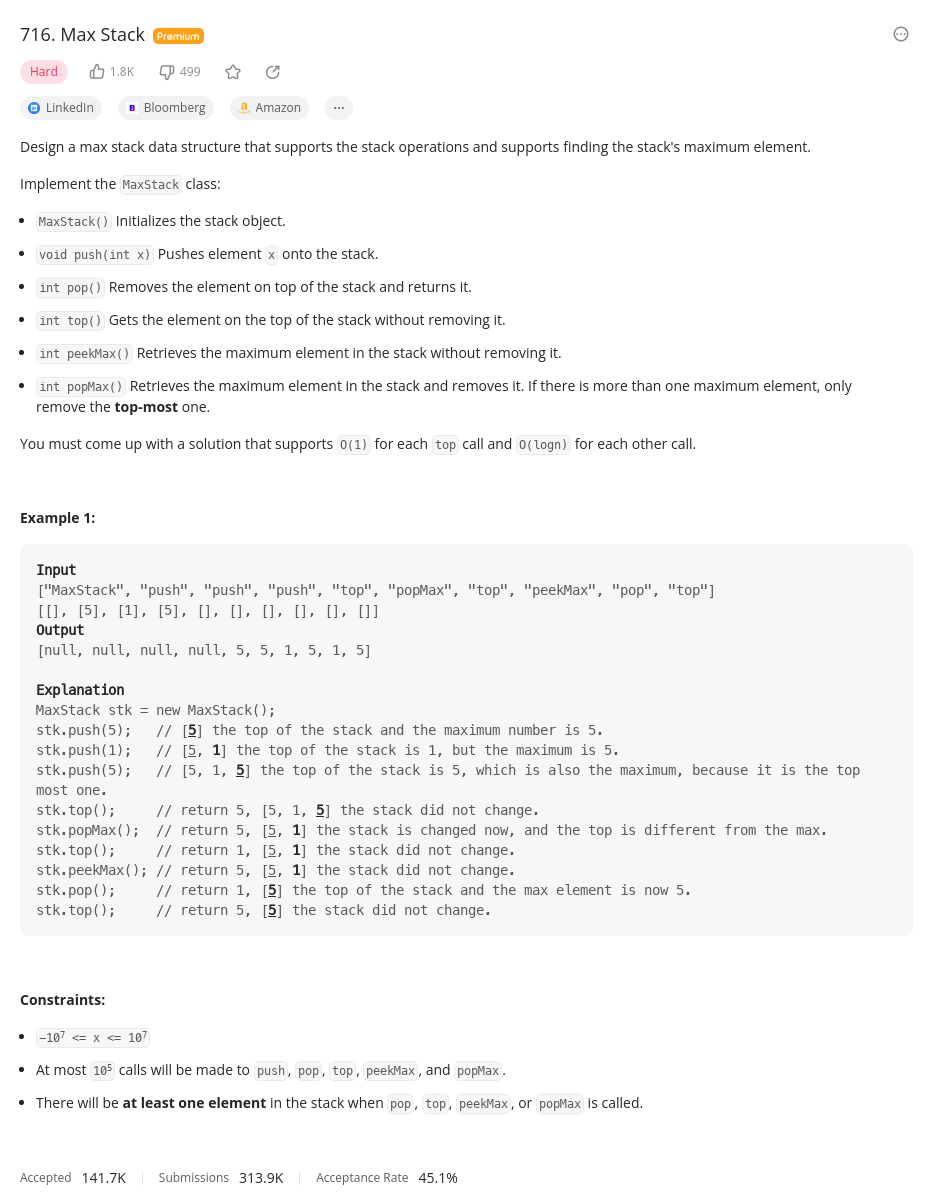 716. Max Stack Premium
Hard 1.8K 499
LinkedIn Bloomberg Amazon ...
Design a max stack data structure that supports the stack operations and supports finding the stack's maximum element.
Implement the MaxStack class:
• MaxStack() Initializes the stack object.
• void push(int x) Pushes element x onto the stack.
• int pop() Removes the element on top of the stack and returns it.
• int top() Gets the element on the top of the stack without removing it.
• int peekMax() Retrieves the maximum element in the stack without removing it.
• int popMax() Retrieves the maximum element in the stack and removes it. If there is more than one maximum element, only
remove the top-most one.
You must come up with a solution that supports O(1) for each top call and O(logn) for each other call.
Example 1:
Input
["MaxStack", "push", "push", "push", "top", "popMax", "top", "peekMax", "pop", "top"]
[[], [5], [1], [5], [], [], [], [], [], []]
Output
[null, null, null, null, 5, 5, 1, 5, 1, 5]
Explanation
MaxStack stk = new MaxStack();
stk.push(5);   // [5] the top of the stack and the maximum number is 5.
stk.push(1);   // [5, 1] the top of the stack is 1, but the maximum is 5.
stk.push(5);   // [5, 1, 5] the top of the stack is 5, which is also the maximum, because it is the top
most one.
stk.top();     // return 5, [5, 1, 5] the stack did not change.
stk.popMax();  // return 5, [5, 1] the stack is changed now, and the top is different from the max.
stk.top();     // return 1, [5, 1] the stack did not change.
stk.peekMax(); // return 5, [5, 1] the stack did not change.
stk.pop();     // return 1, [5] the top of the stack and the max element is now 5.
stk.top();     // return 5, [5] the stack did not change.
Constraints:
• −10⁷ <= x <= 10⁷
• At most 10⁵ calls will be made to push, pop, top, peekMax, and popMax.
• There will be at least one element in the stack when pop, top, peekMax, or popMax is called.
Accepted 141.7K Submissions 313.9K Acceptance Rate 45.1%